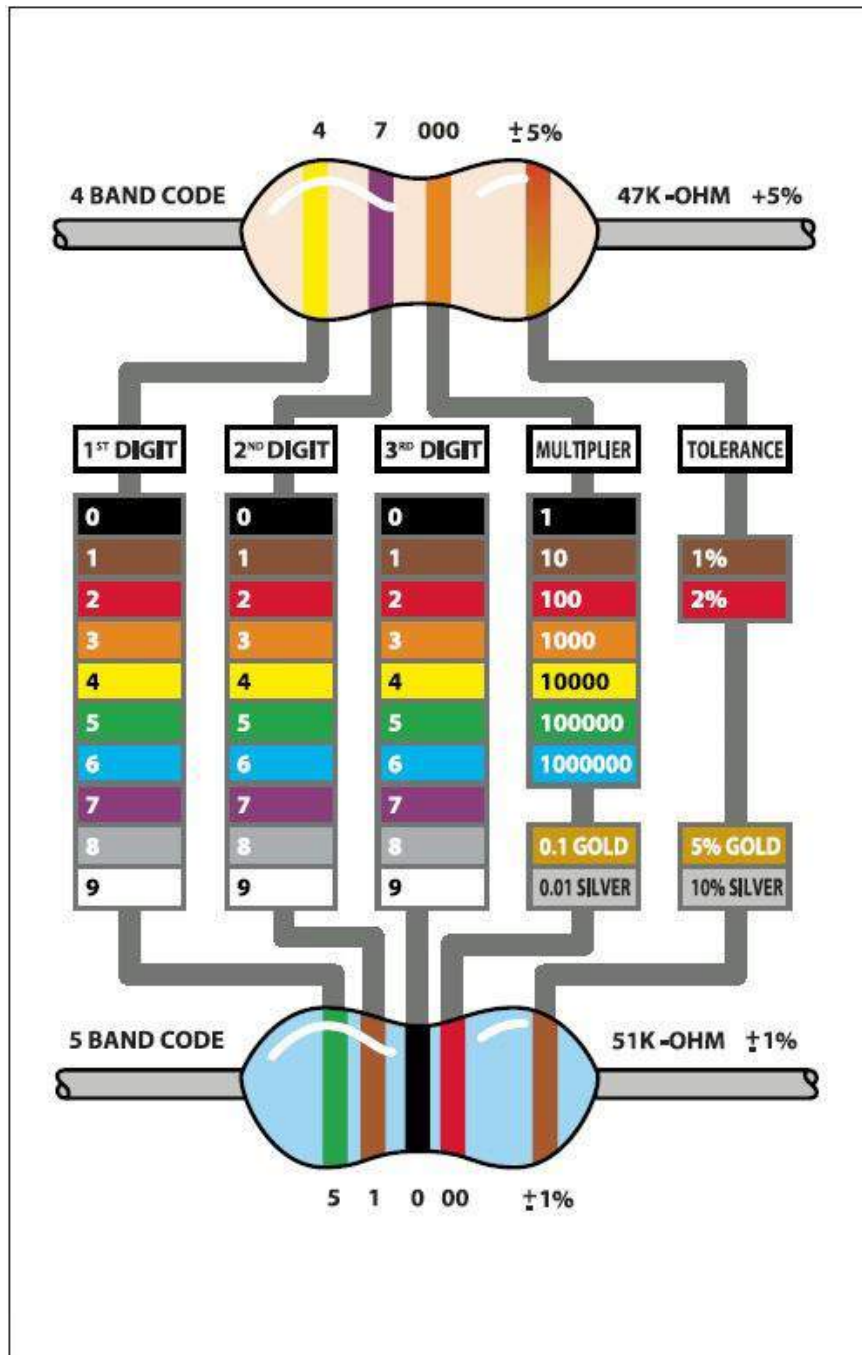 4 7 000 ±5%
4 BAND CODE 47K-OHM +5%
1ST DIGIT 2ND DIGIT 3RD DIGIT MULTIPLIER TOLERANCE
0 0 0 1
1 1 1 10 1%
2 2 2 100 2%
3 3 3 1000
4 4 4 10000
5 5 5 100000
6 6 6 1000000
7 7 7
8 8 8 0.1 GOLD 5% GOLD
9 9 9 0.01 SILVER 10% SILVER
5 BAND CODE 51K-OHM ±1%
5 1 0 00 ±1%